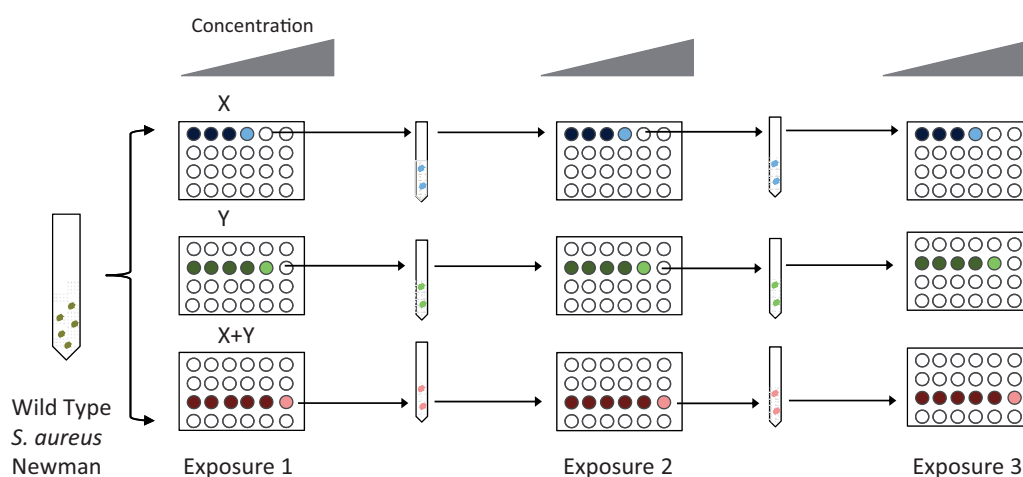 Concentration
X
Y
X+Y
Wild Type
S. aureus
Newman
Exposure 1
Exposure 2
Exposure 3